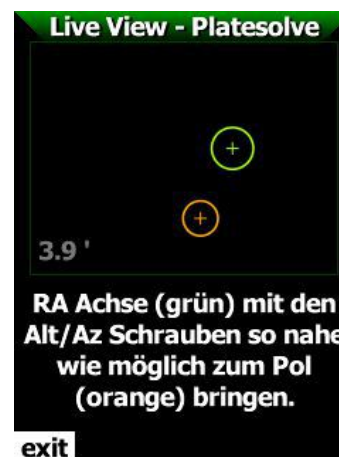 Live View - Platesolve
3.9 '
RA Achse (grün) mit den
Alt/Az Schrauben so nahe
wie möglich zum Pol
(orange) bringen.
exit